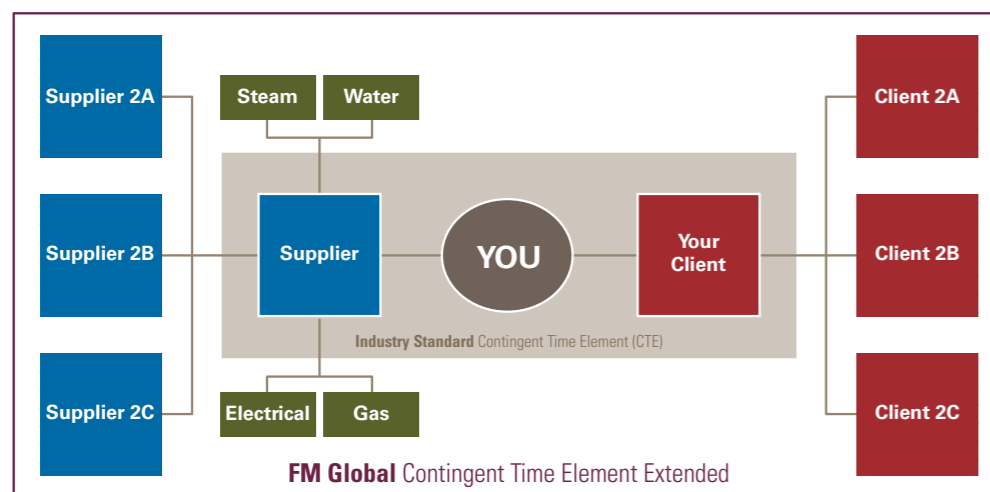 Supplier 2A
Steam
Water
Client 2A
Supplier 2B
Supplier
YOU
Your
Client
Client 2B
Industry Standard Contingent Time Element (CTE)
Supplier 2C
Electrical
Gas
Client 2C
FM Global Contingent Time Element Extended